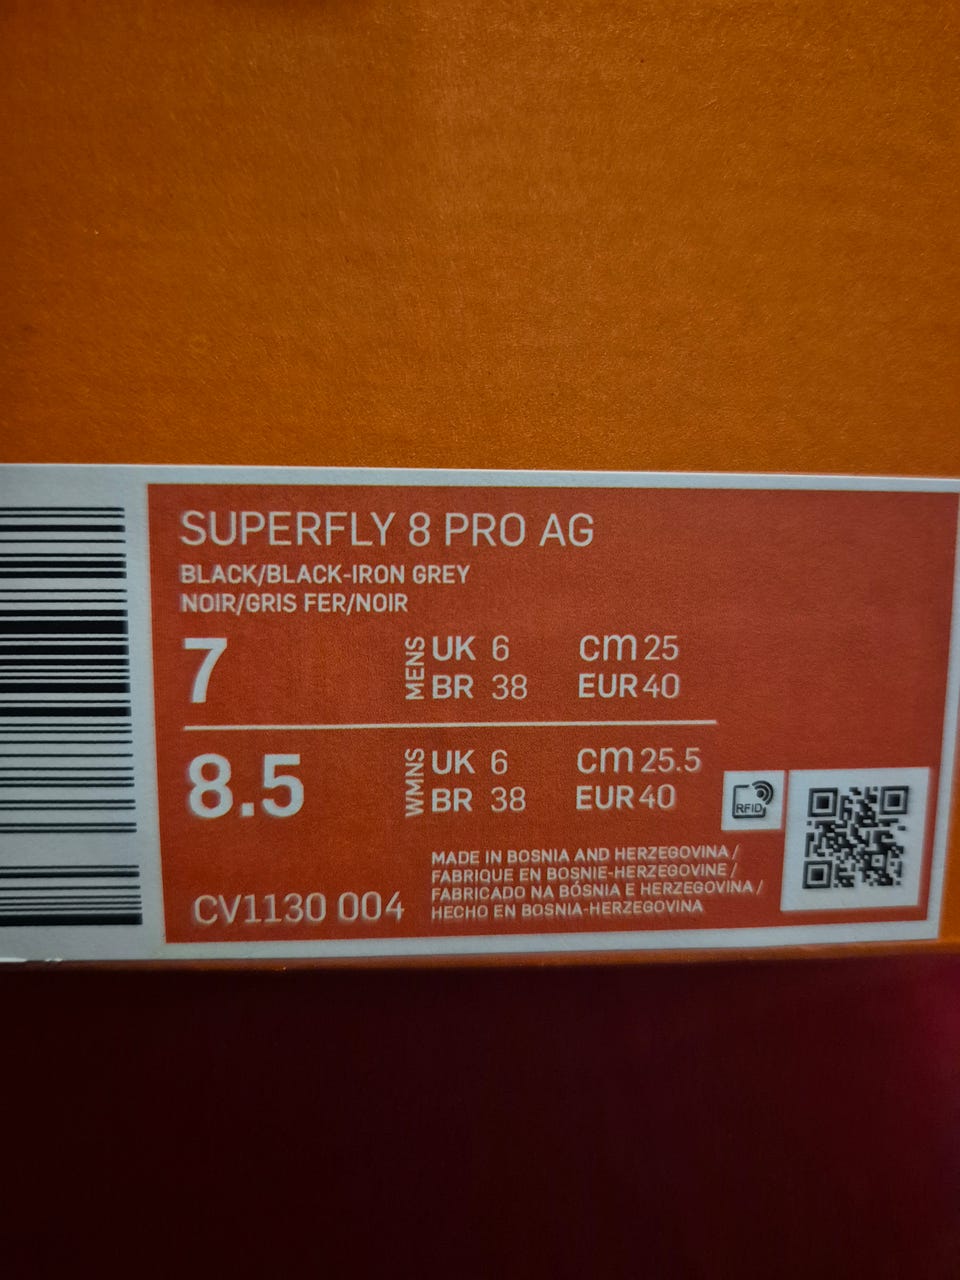 SUPERFLY 8 PRO AG
BLACK/BLACK-IRON GREY
NOIR/GRIS FER/NOIR
7 MENS UK 6 cm 25
BR 38 EUR 40
8.5 WMNS UK 6 cm 25.5
BR 38 EUR 40
RFID
MADE IN BOSNIA AND HERZEGOVINA /
FABRIQUE EN BOSNIE-HERZEGOVINE /
FABRICADO NA BÓSNIA E HERZEGOVINA /
HECHO EN BOSNIA-HERZEGOVINA
CV1130 004